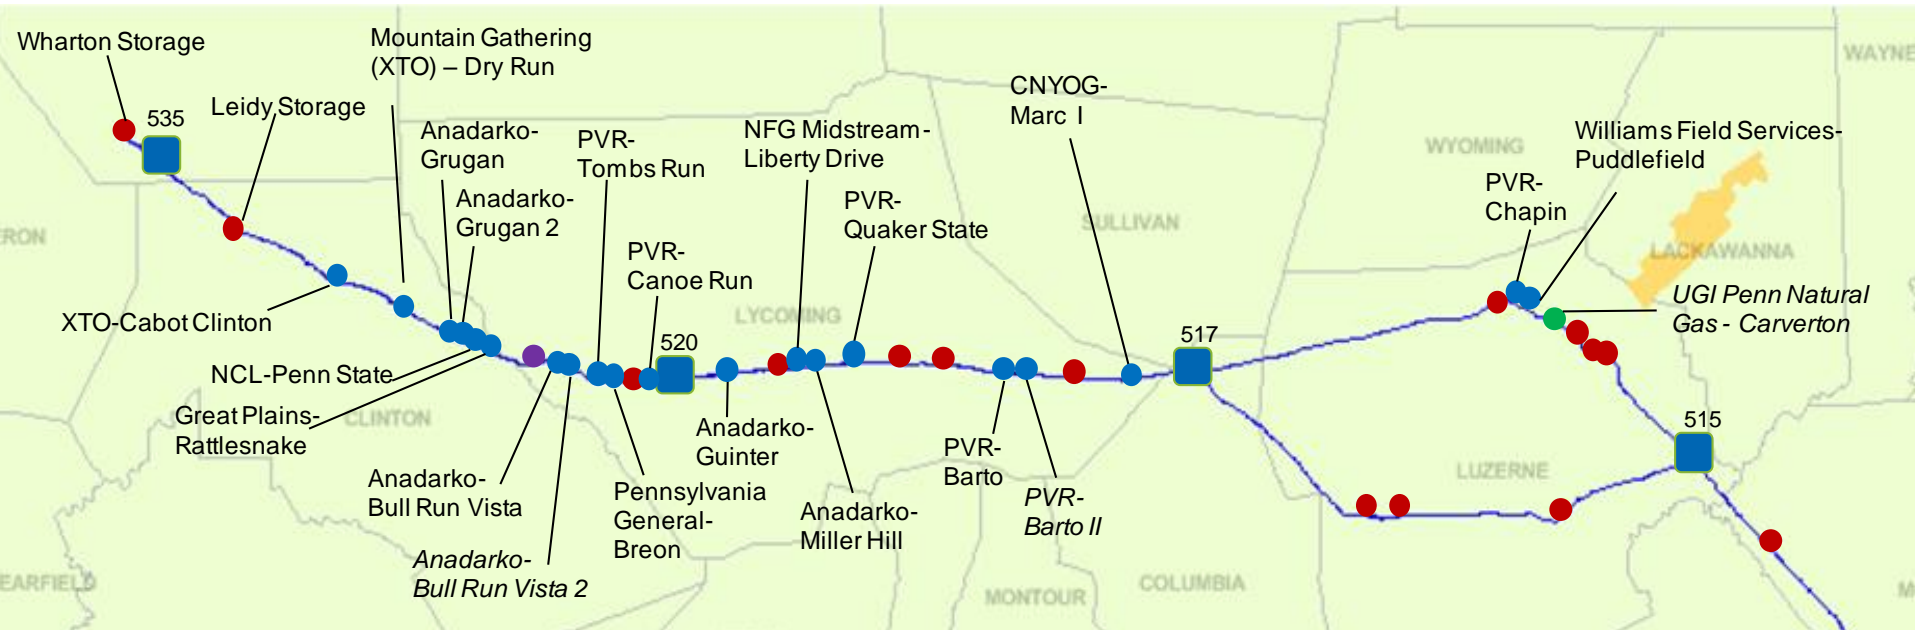 Wharton Storage
535
Leidy Storage
Mountain Gathering
(XTO) – Dry Run
Anadarko-
Grugan
Anadarko-
Grugan 2
PVR-
Tombs Run
PVR-
Canoe Run
NFG Midstream-
Liberty Drive
PVR-
Quaker State
CNYOG-
Marc I
WAYNE
WYOMING
Williams Field Services-
Puddlefield
PVR-
Chapin
SULLIVAN
LACKAWANNA
ERON
UGI Penn Natural
Gas - Carverton
XTO-Cabot Clinton
LYCOMING
520
517
NCL-Penn State
Great Plains-
Rattlesnake
CLINTON
Anadarko-
Guinter
515
PVR-
Barto
LUZERNE
Anadarko-
Bull Run Vista
Pennsylvania
General-
Breon
Anadarko-
Miller Hill
PVR-
Barto II
Anadarko-
Bull Run Vista 2
EARFIELD
MONTOUR
COLUMBIA